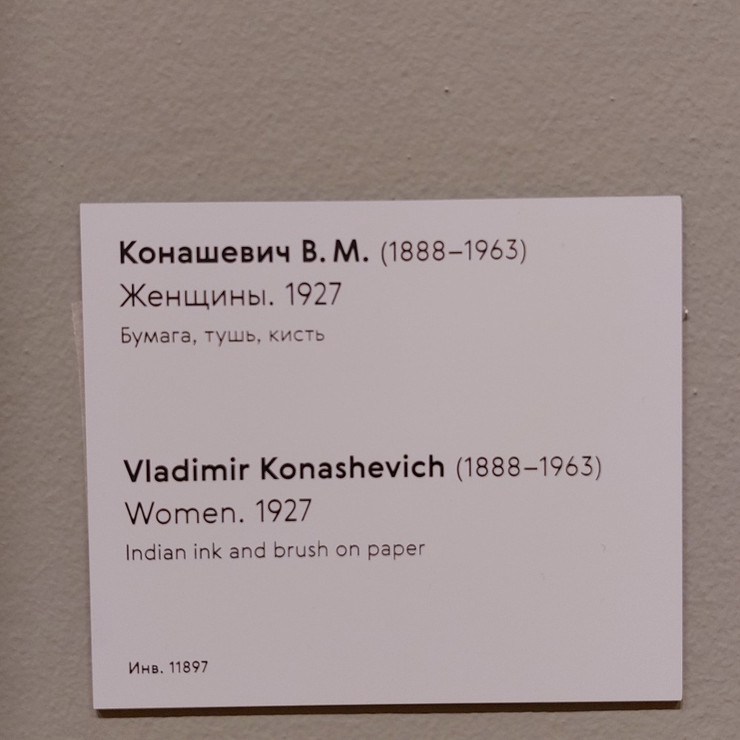 Конашевич В. М. (1888–1963)
Женщины. 1927
Бумага, тушь, кисть
Vladimir Konashevich (1888–1963)
Women. 1927
Indian ink and brush on paper
Инв. 11897